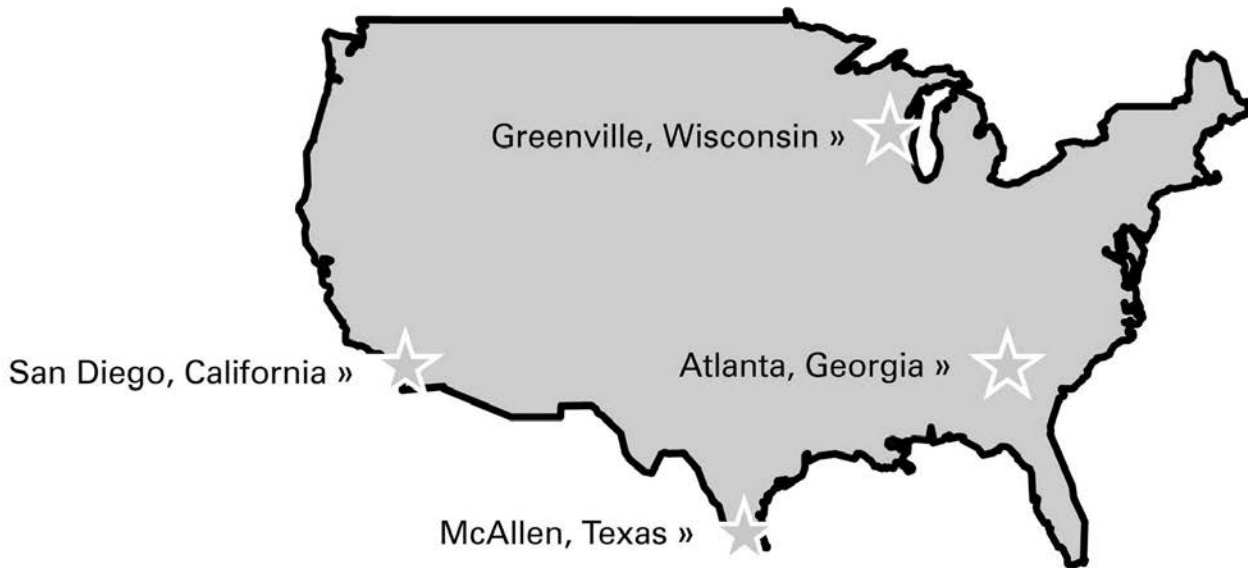 Greenville, Wisconsin »
San Diego, California »
Atlanta, Georgia »
McAllen, Texas »